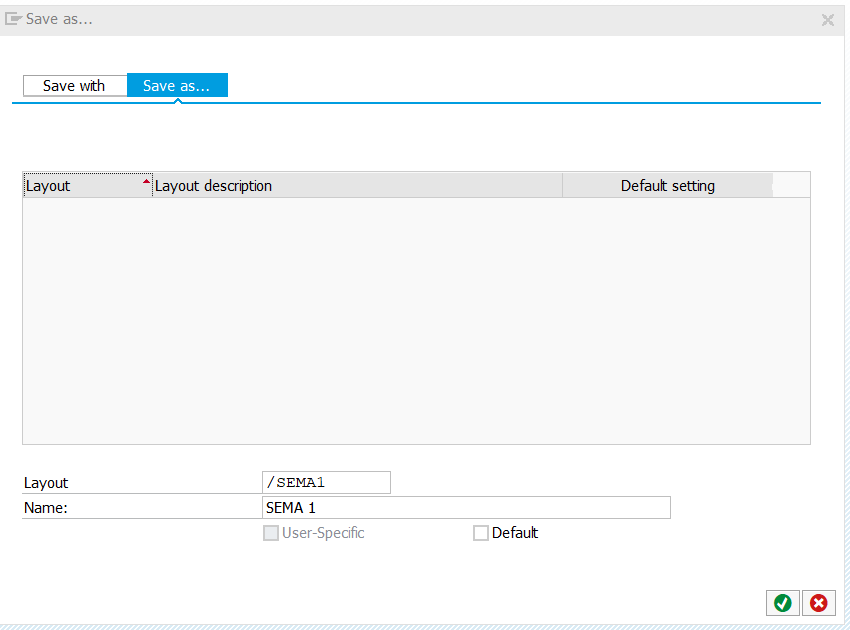 Save as...
Save with Save as...
Layout Layout description Default setting
Layout /SEMA1
Name: SEMA 1
User-Specific Default